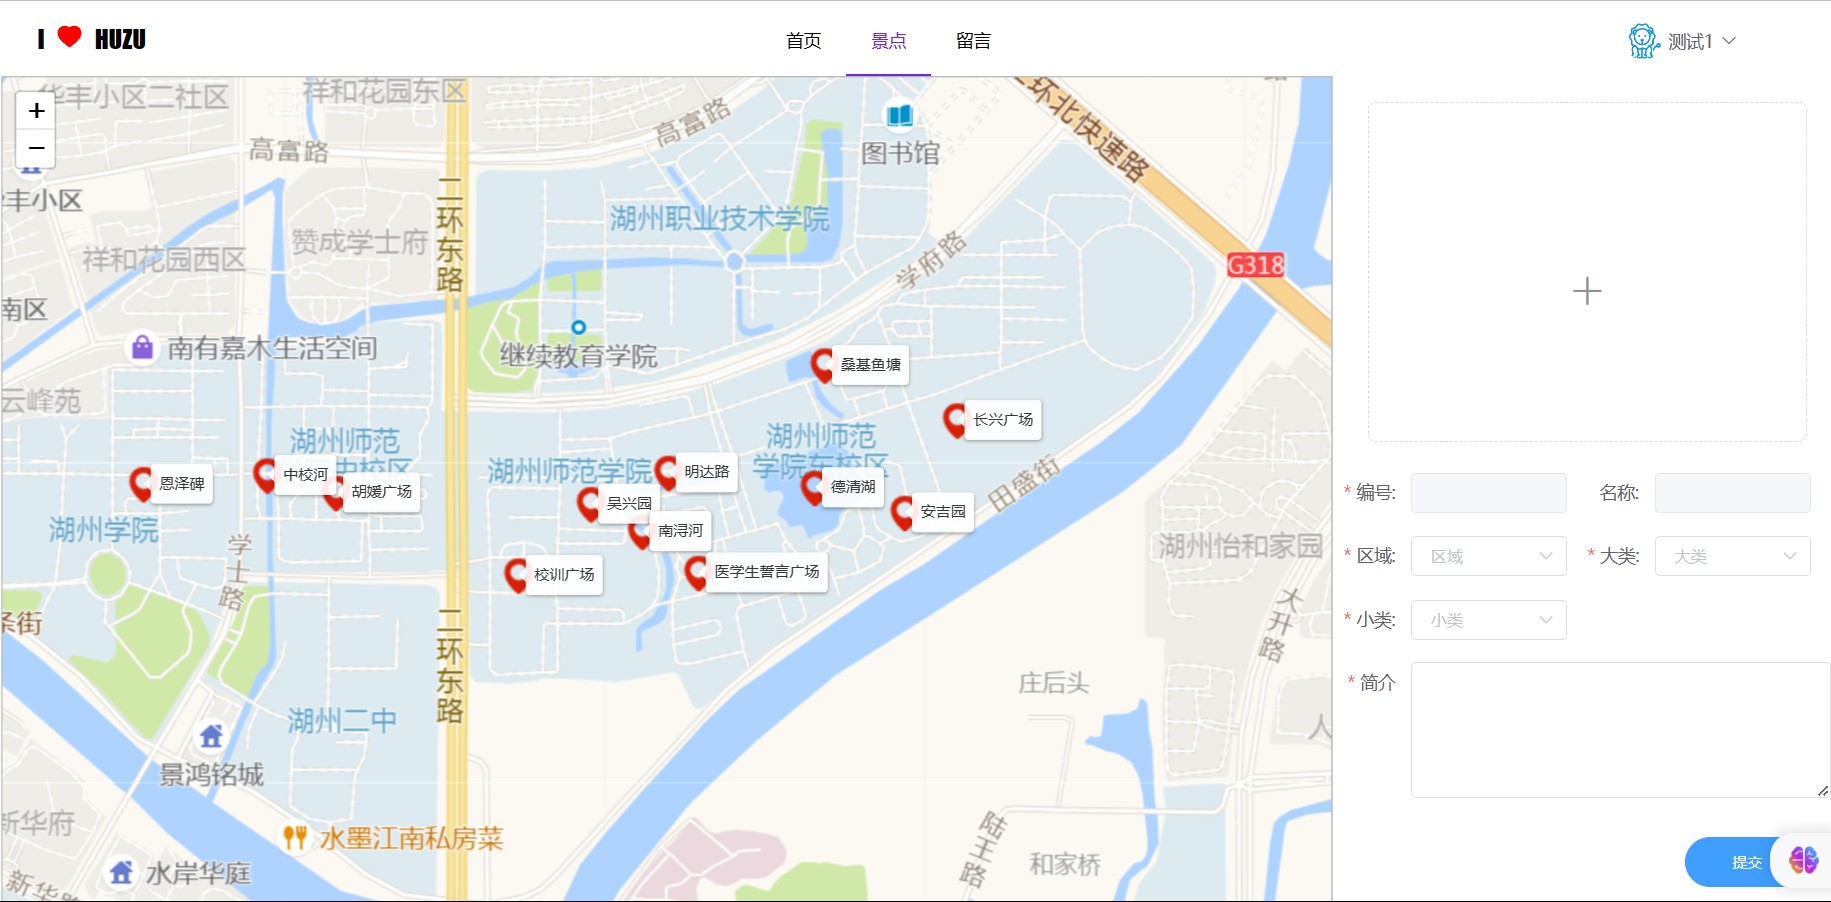 I HUZU
首页
景点
留言
测试1
+
−
华丰小区二社区
祥和花园东区
高富路
高富路
二环北快速路
图书馆
丰小区
二环东路
湖州职业技术学院
祥和花园西区
赞成学士府
学府路
G318
南区
南有嘉木生活空间
继续教育学院
桑基鱼塘
云峰苑
长兴广场
湖州师范
中校区
湖州师范学院
湖州师范
学院东校区
明达路
恩泽碑
中校河
胡媛广场
德清湖
田盛街
吴兴园
安吉园
南浔河
湖州学院
学士路
湖州怡和家园
校训广场
医学生誓言广场
大升路
条街
二环东路
庄后头
湖州二中
人
景鸿铭城
新华府
水墨江南私房菜
陆王路
和家桥
水岸华庭
新华
* 编号:
名称:
* 区域:
区域
* 大类:
大类
* 小类:
小类
* 简介
提交